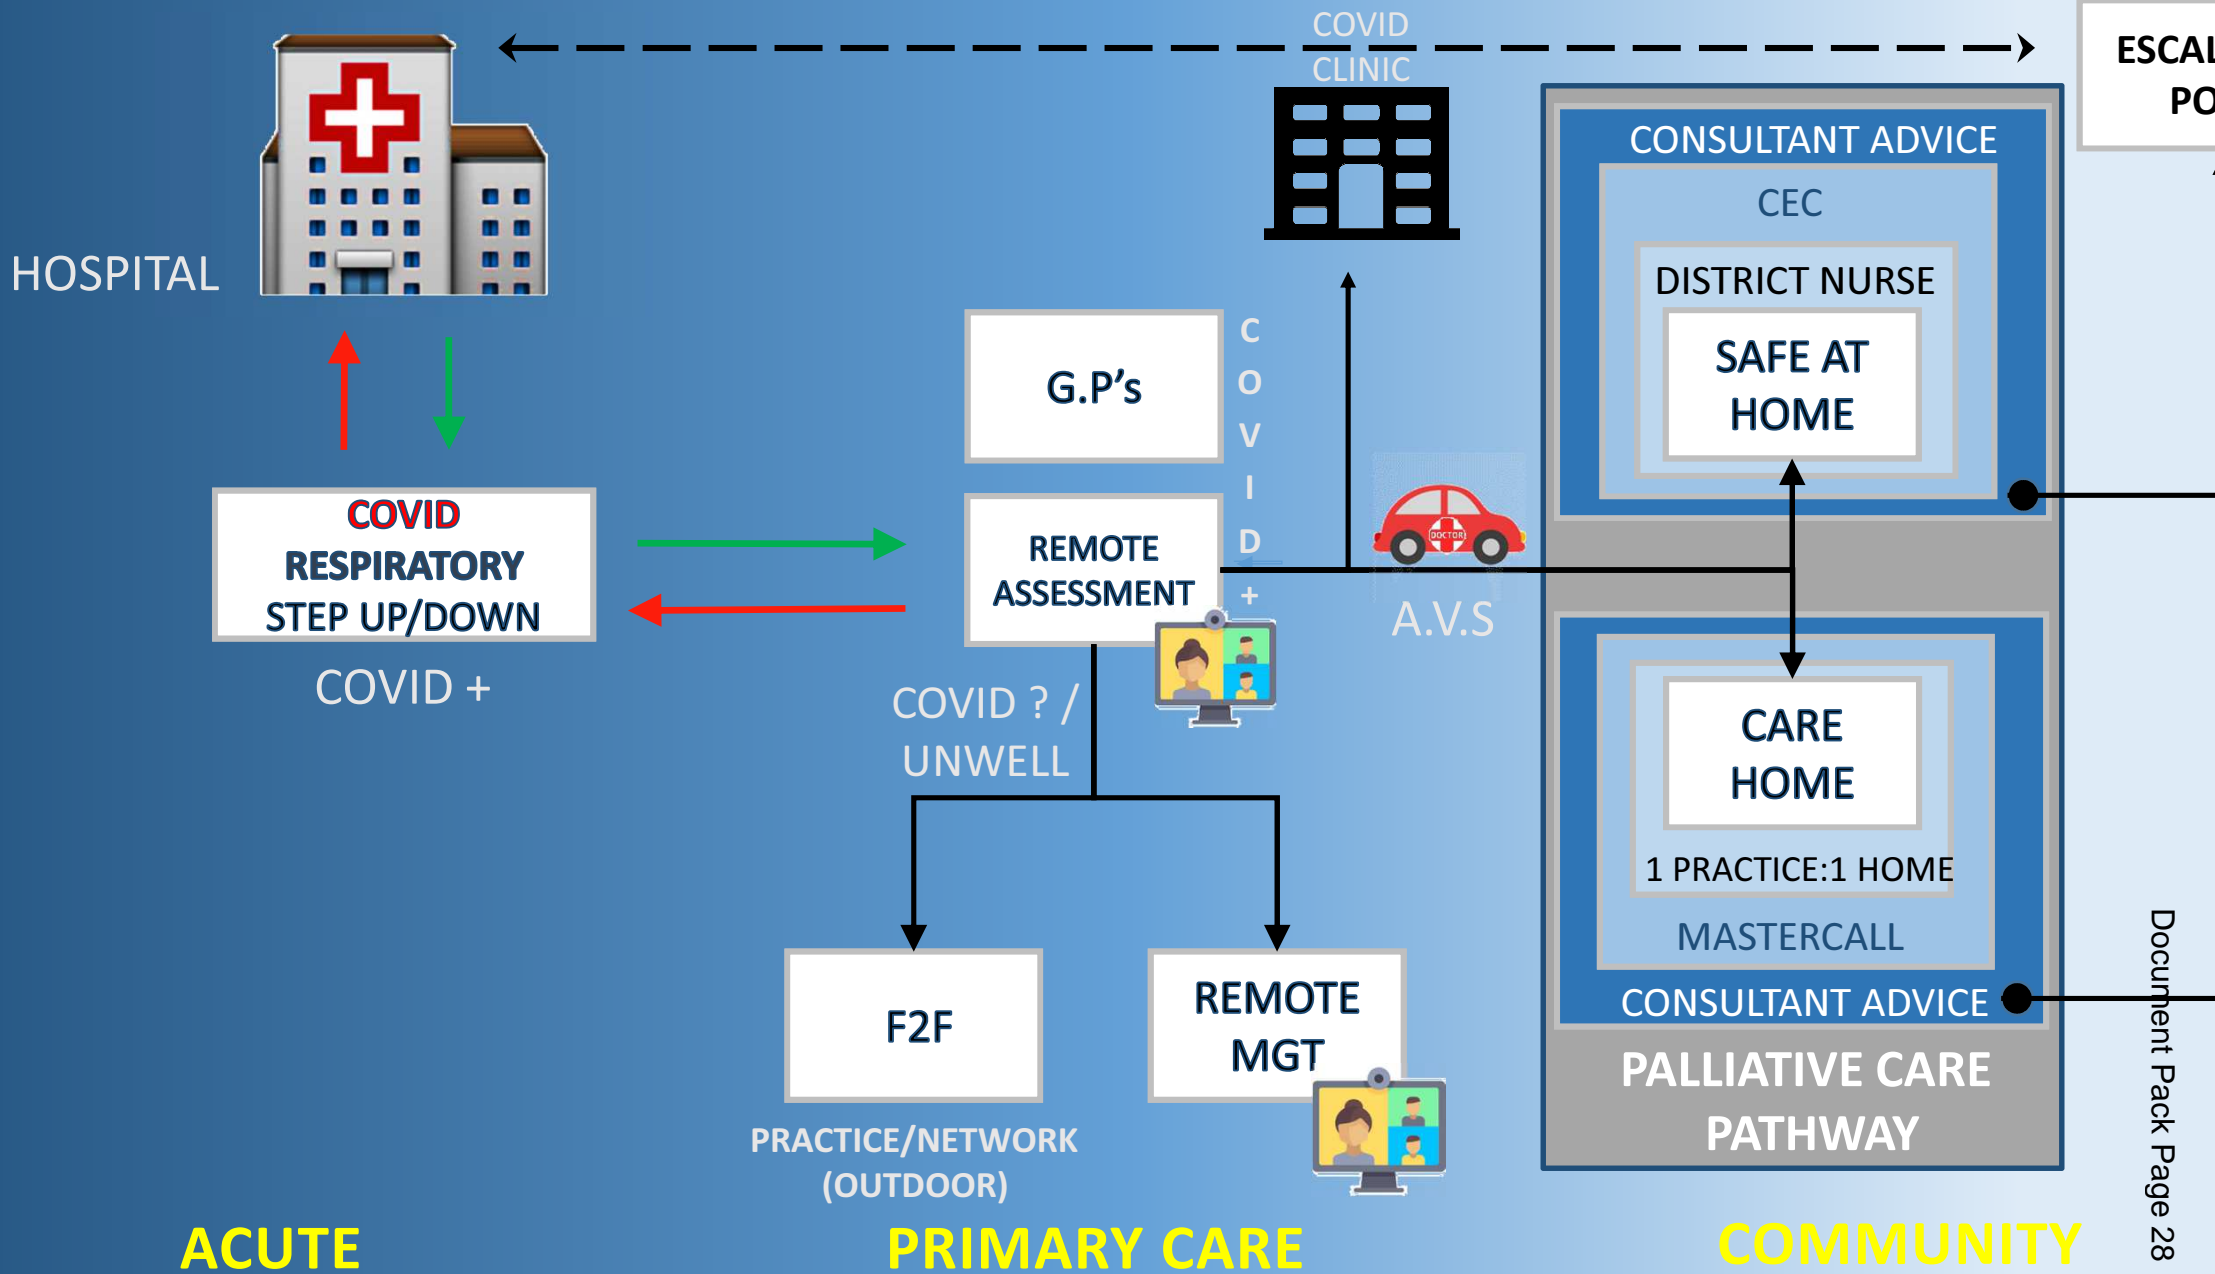 COVID
CLINIC
HOSPITAL
CONSULTANT ADVICE
CEC
DISTRICT NURSE
SAFE AT
HOME
G.P's
COVID+
COVID
RESPIRATORY
STEP UP/DOWN
COVID +
REMOTE
ASSESSMENT
DOCTOR
A.V.S
COVID ? /
UNWELL
CARE
HOME
1 PRACTICE:1 HOME
MASTERCALL
CONSULTANT ADVICE
F2F
REMOTE
MGT
PRACTICE/NETWORK
(OUTDOOR)
PALLIATIVE CARE
PATHWAY
ACUTE
PRIMARY CARE
COMMUNITY
Document Pack Page 28